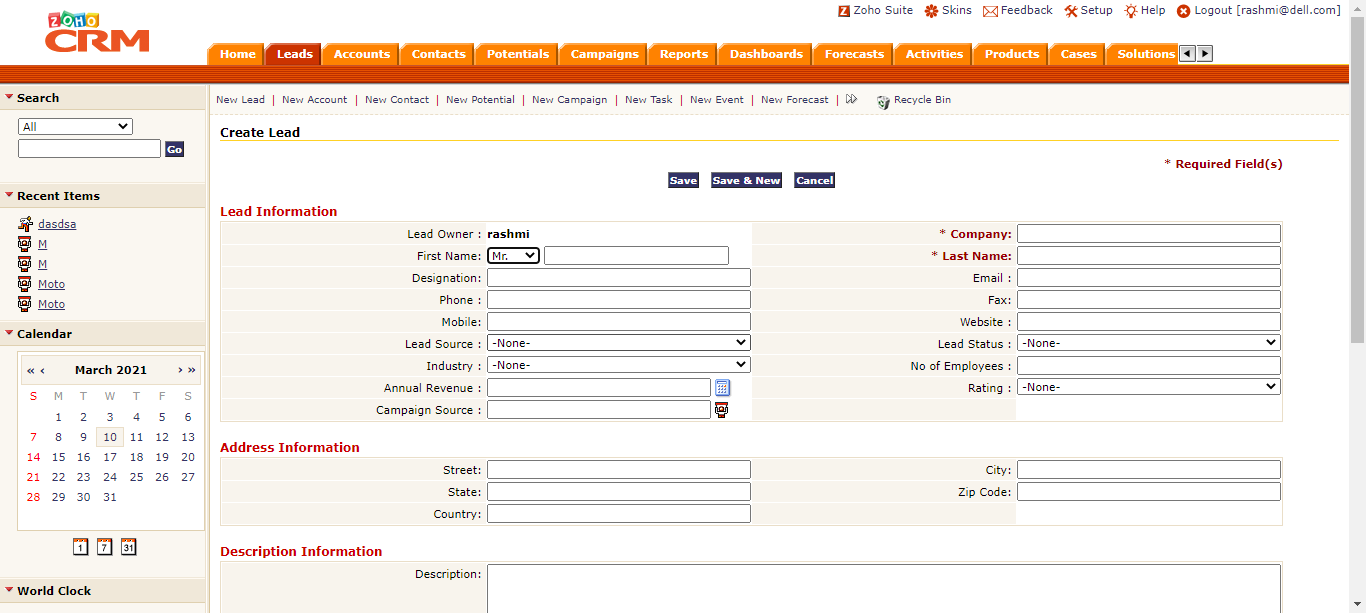 ZOHO CRM
Zoho Suite Skins Feedback Setup Help Logout [rashmi@dell.com]
Home Leads Accounts Contacts Potentials Campaigns Reports Dashboards Forecasts Activities Products Cases Solutions
Search
All
Go
Recent Items
dasdsa
M
M
Moto
Moto
Calendar
« ‹ March 2021 › »
S M T W T F S
1 2 3 4 5 6
7 8 9 10 11 12 13
14 15 16 17 18 19 20
21 22 23 24 25 26 27
28 29 30 31
1 7 31
World Clock
New Lead | New Account | New Contact | New Potential | New Campaign | New Task | New Event | New Forecast | Recycle Bin
Create Lead
* Required Field(s)
Save Save & New Cancel
Lead Information
Lead Owner : rashmi * Company:
First Name: Mr. * Last Name:
Designation: Email :
Phone : Fax:
Mobile: Website :
Lead Source : -None- Lead Status : -None-
Industry : -None- No of Employees :
Annual Revenue : Rating : -None-
Campaign Source :
Address Information
Street: City:
State: Zip Code:
Country:
Description Information
Description: